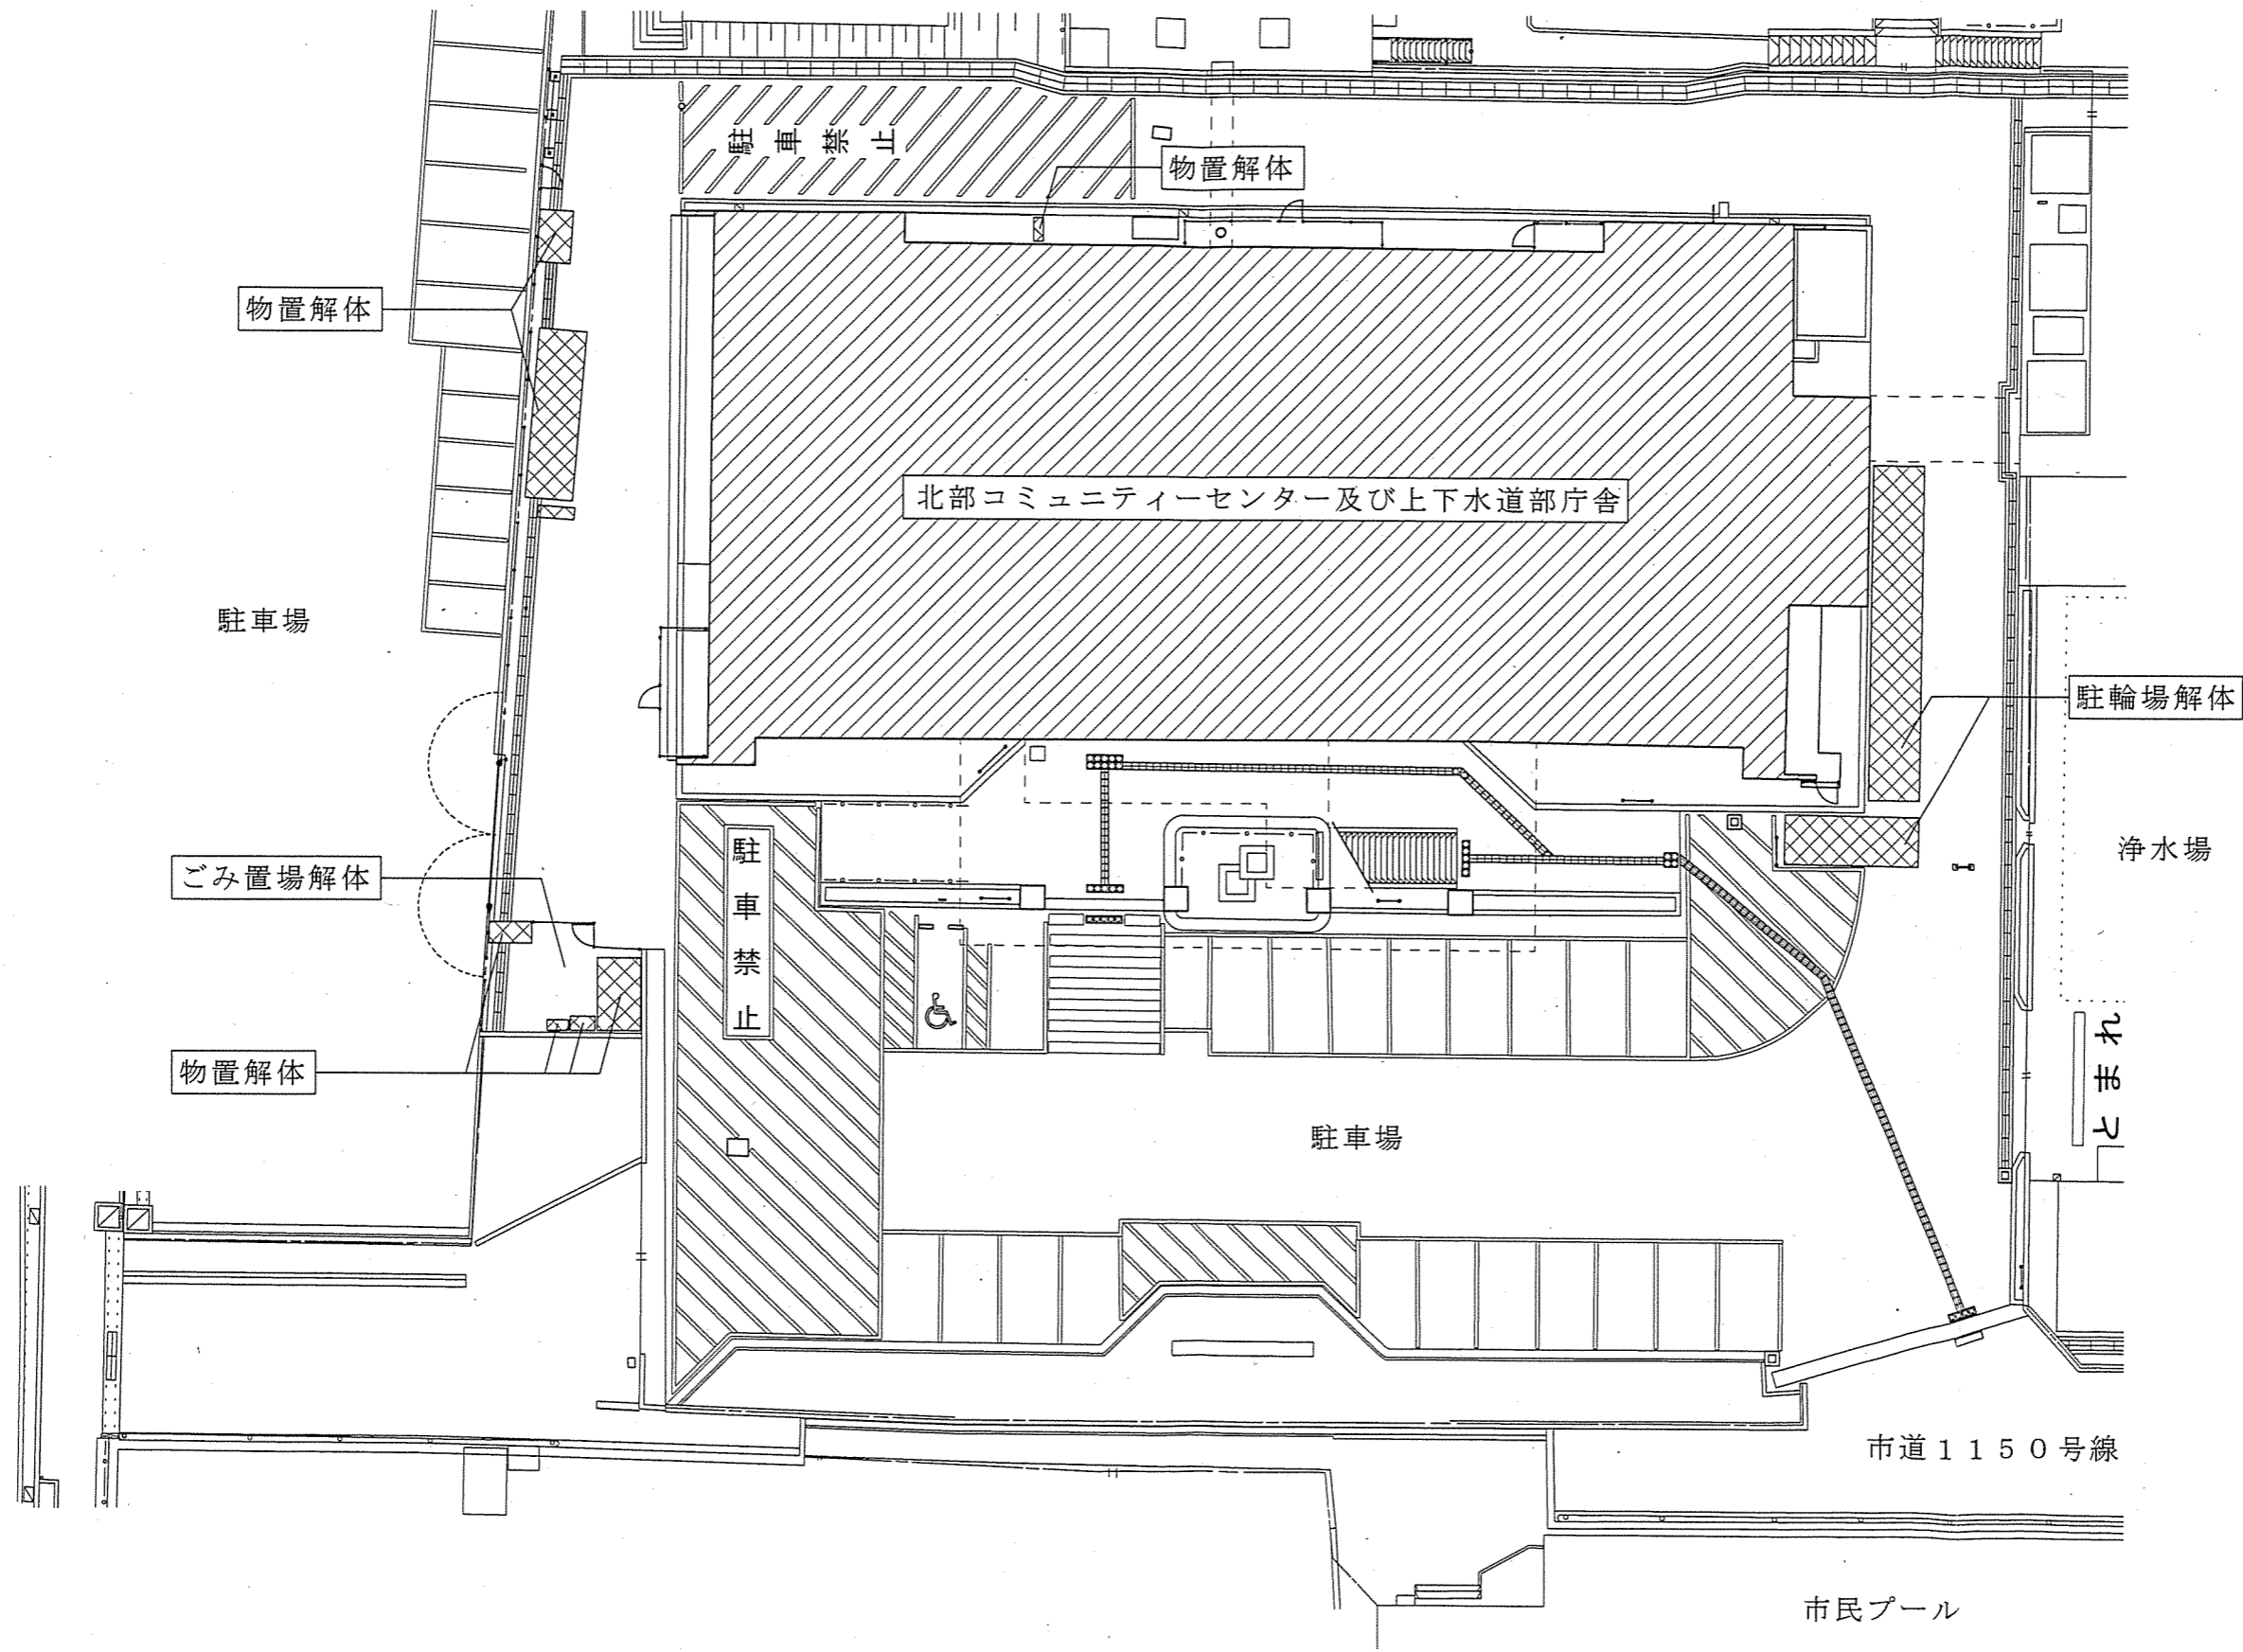 駐車禁止
物置解体
物置解体
北部コミュニティーセンター及び上下水道部庁舎
駐車場
駐輪場解体
駐車禁止
浄水場
ごみ置場解体
とまれ
物置解体
駐車場
市道1150号線
市民プール